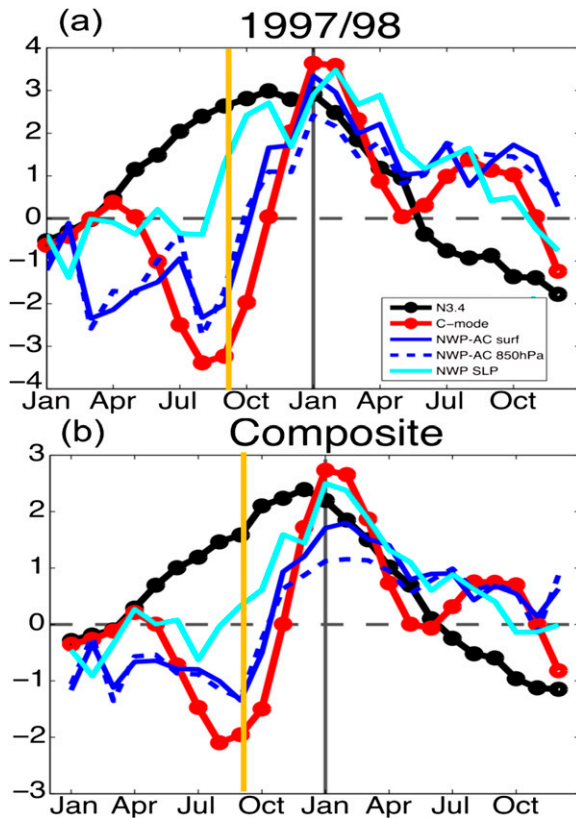 (a) 1997/98
4
3
2
1
0
−1
−2
−3
−4
Jan Apr Jul Oct Jan Apr Jul Oct
N3.4
C−mode
NWP−AC surf
NWP−AC 850hPa
NWP SLP
(b) Composite
3
2
1
0
−1
−2
−3
Jan Apr Jul Oct Jan Apr Jul Oct